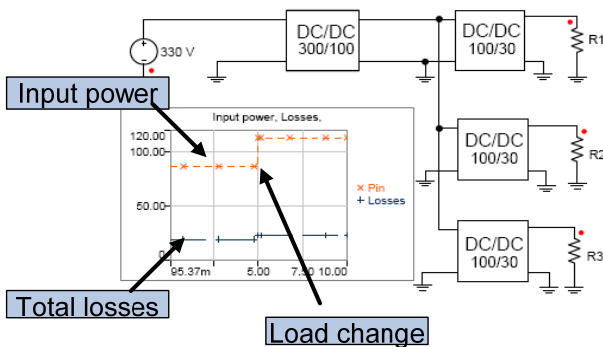 330 V
DC/DC
300/100
DC/DC
100/30
R1
Input power
Input power, Losses,
120.00
100.00
50.00
0
95.37m 5.00 7.50 10.00
Pin
Losses
DC/DC
100/30
R2
DC/DC
100/30
R3
Total losses
Load change